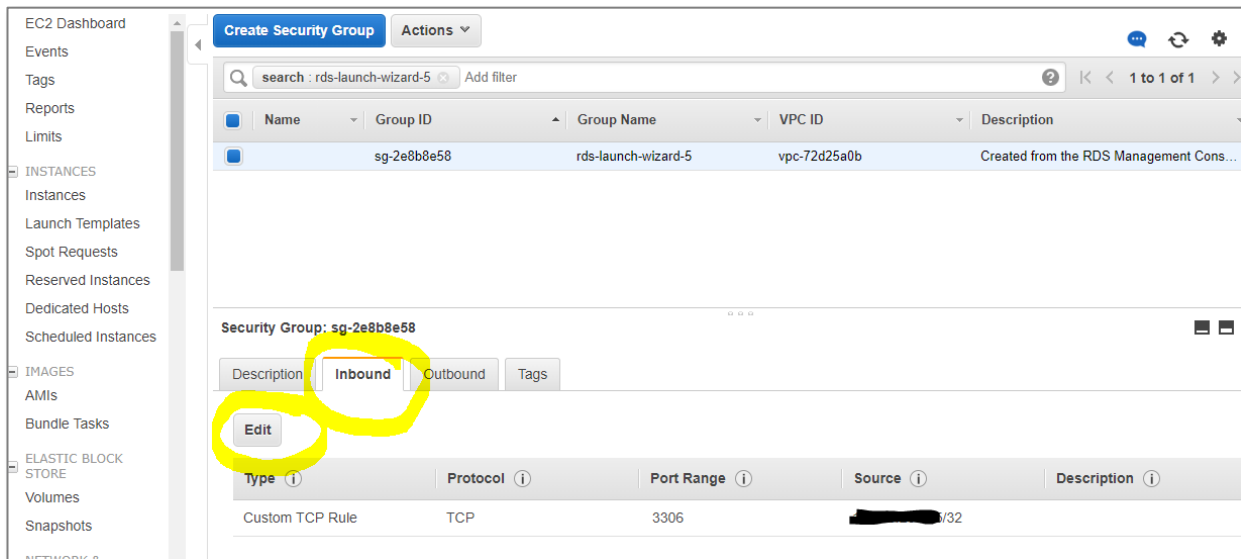 EC2 Dashboard
Events
Tags
Reports
Limits
INSTANCES
Instances
Launch Templates
Spot Requests
Reserved Instances
Dedicated Hosts
Scheduled Instances
IMAGES
AMIs
Bundle Tasks
ELASTIC BLOCK
STORE
Volumes
Snapshots
NETWORK &
Create Security Group Actions
search : rds-launch-wizard-5 Add filter 1 to 1 of 1
Name Group ID Group Name VPC ID Description
sg-2e8b8e58 rds-launch-wizard-5 vpc-72d25a0b Created from the RDS Management Cons...
Security Group: sg-2e8b8e58
Description Inbound Outbound Tags
Edit
Type Protocol Port Range Source Description
Custom TCP Rule TCP 3306 /32